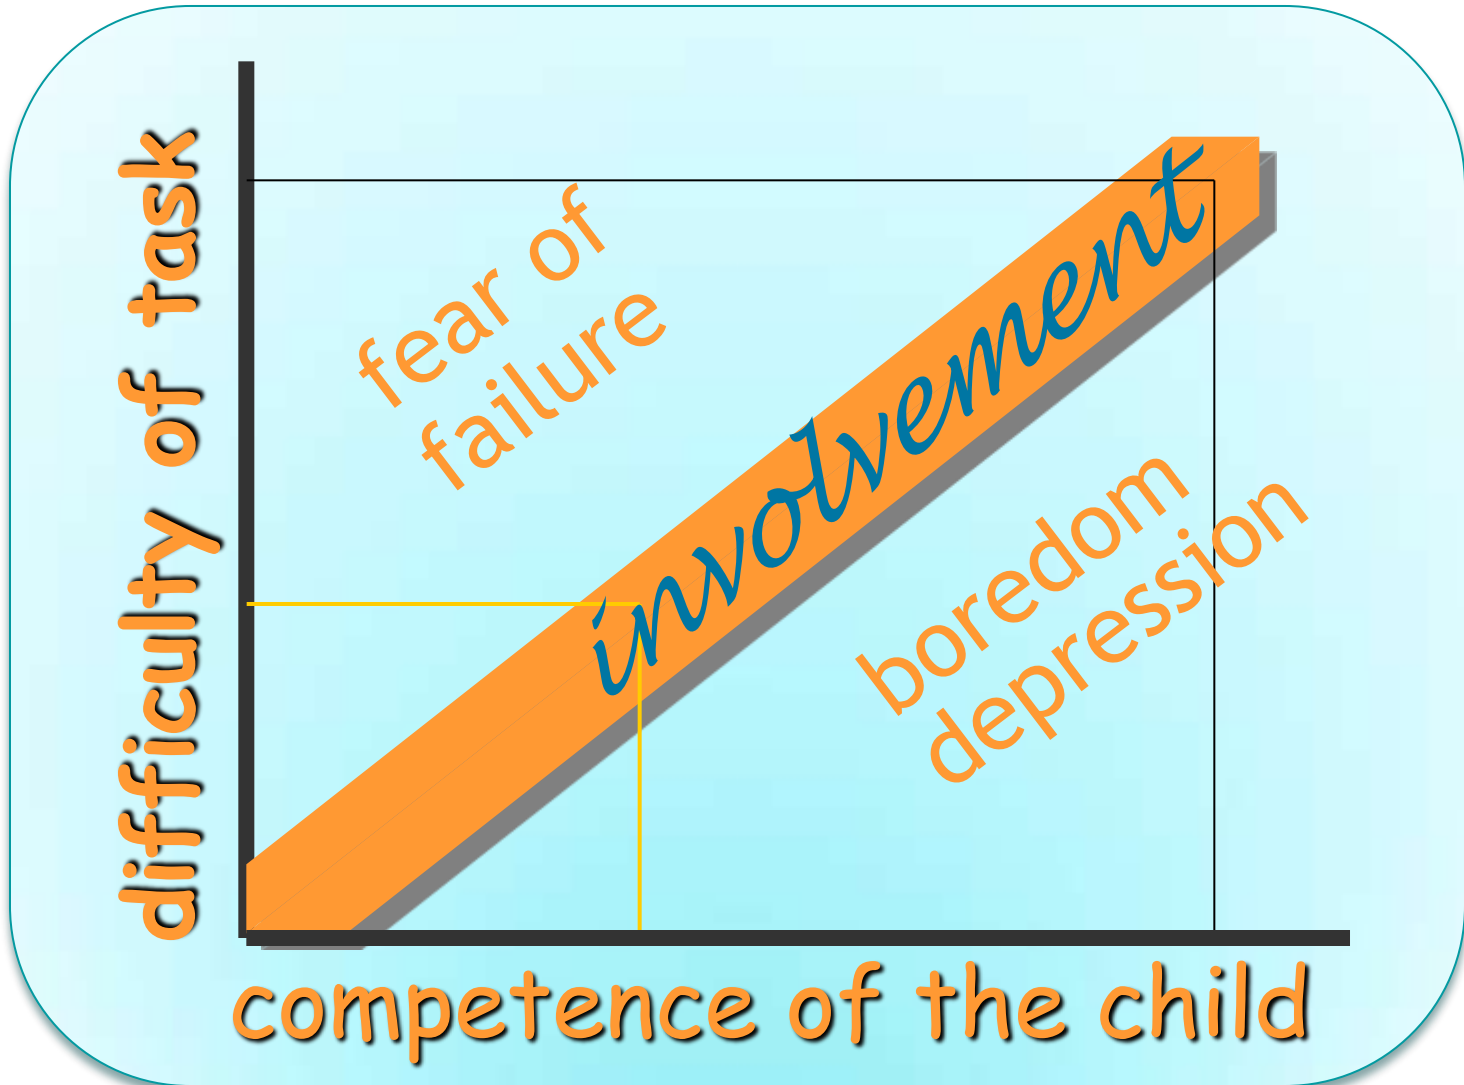 difficulty of task
fear of
failure
involvement
boredom
depression
competence of the child